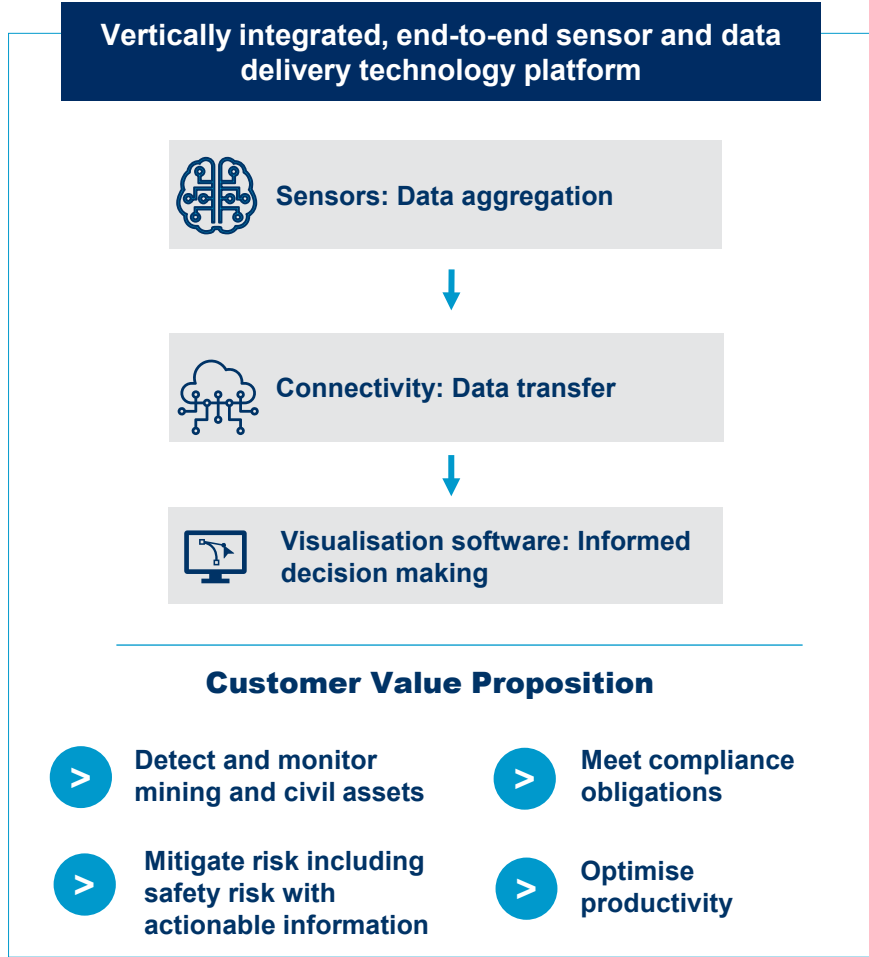 Vertically integrated, end-to-end sensor and data
delivery technology platform
Sensors: Data aggregation
Connectivity: Data transfer
Visualisation software: Informed
decision making
Customer Value Proposition
> Detect and monitor
mining and civil assets
> Meet compliance
obligations
> Mitigate risk including
safety risk with
actionable information
> Optimise
productivity